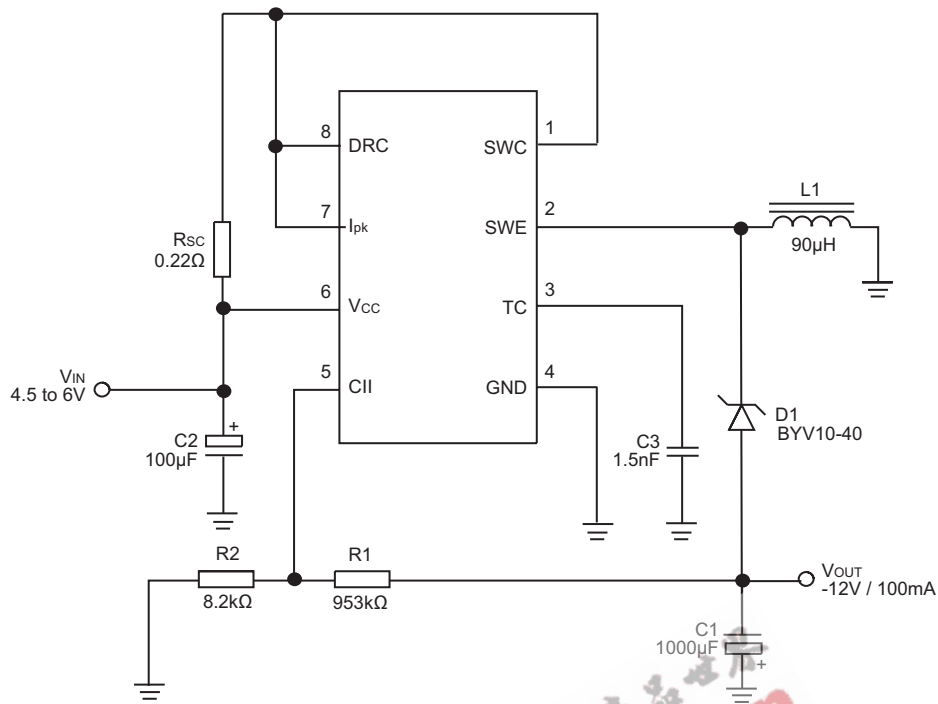 1
8
DRC
SWC
L1
2
7
Ipk
SWE
RSC
0.22Ω
90µH
6
3
VCC
TC
VIN
4.5 to 6V
5
4
CII
GND
D1
BYV10-40
+
C2
100µF
C3
1.5nF
R2
R1
VOUT
-12V / 100mA
8.2kΩ
953kΩ
C1
1000µF
+